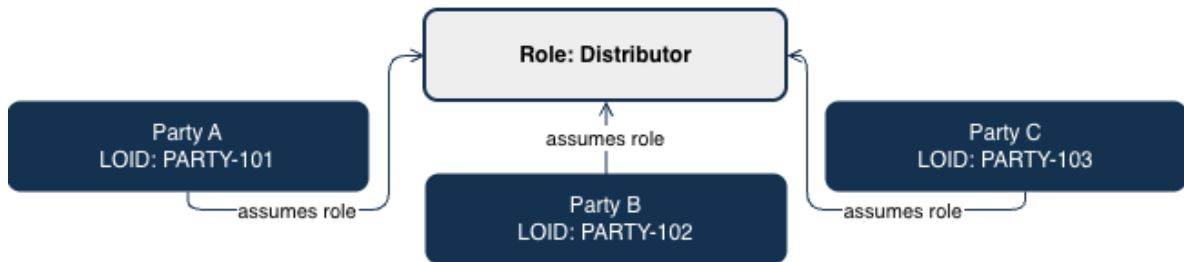 Role: Distributor
Party A
LOID: PARTY-101
assumes role
assumes role
Party B
LOID: PARTY-102
Party C
LOID: PARTY-103
assumes role